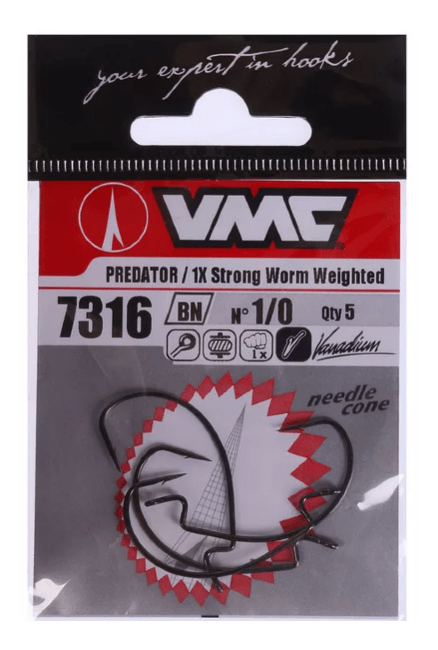 your expert in hooks
VMC
PREDATOR / 1X Strong Worm Weighted
7316 BN N° 1/0 Qty 5
1x Vanadium
needle
cone